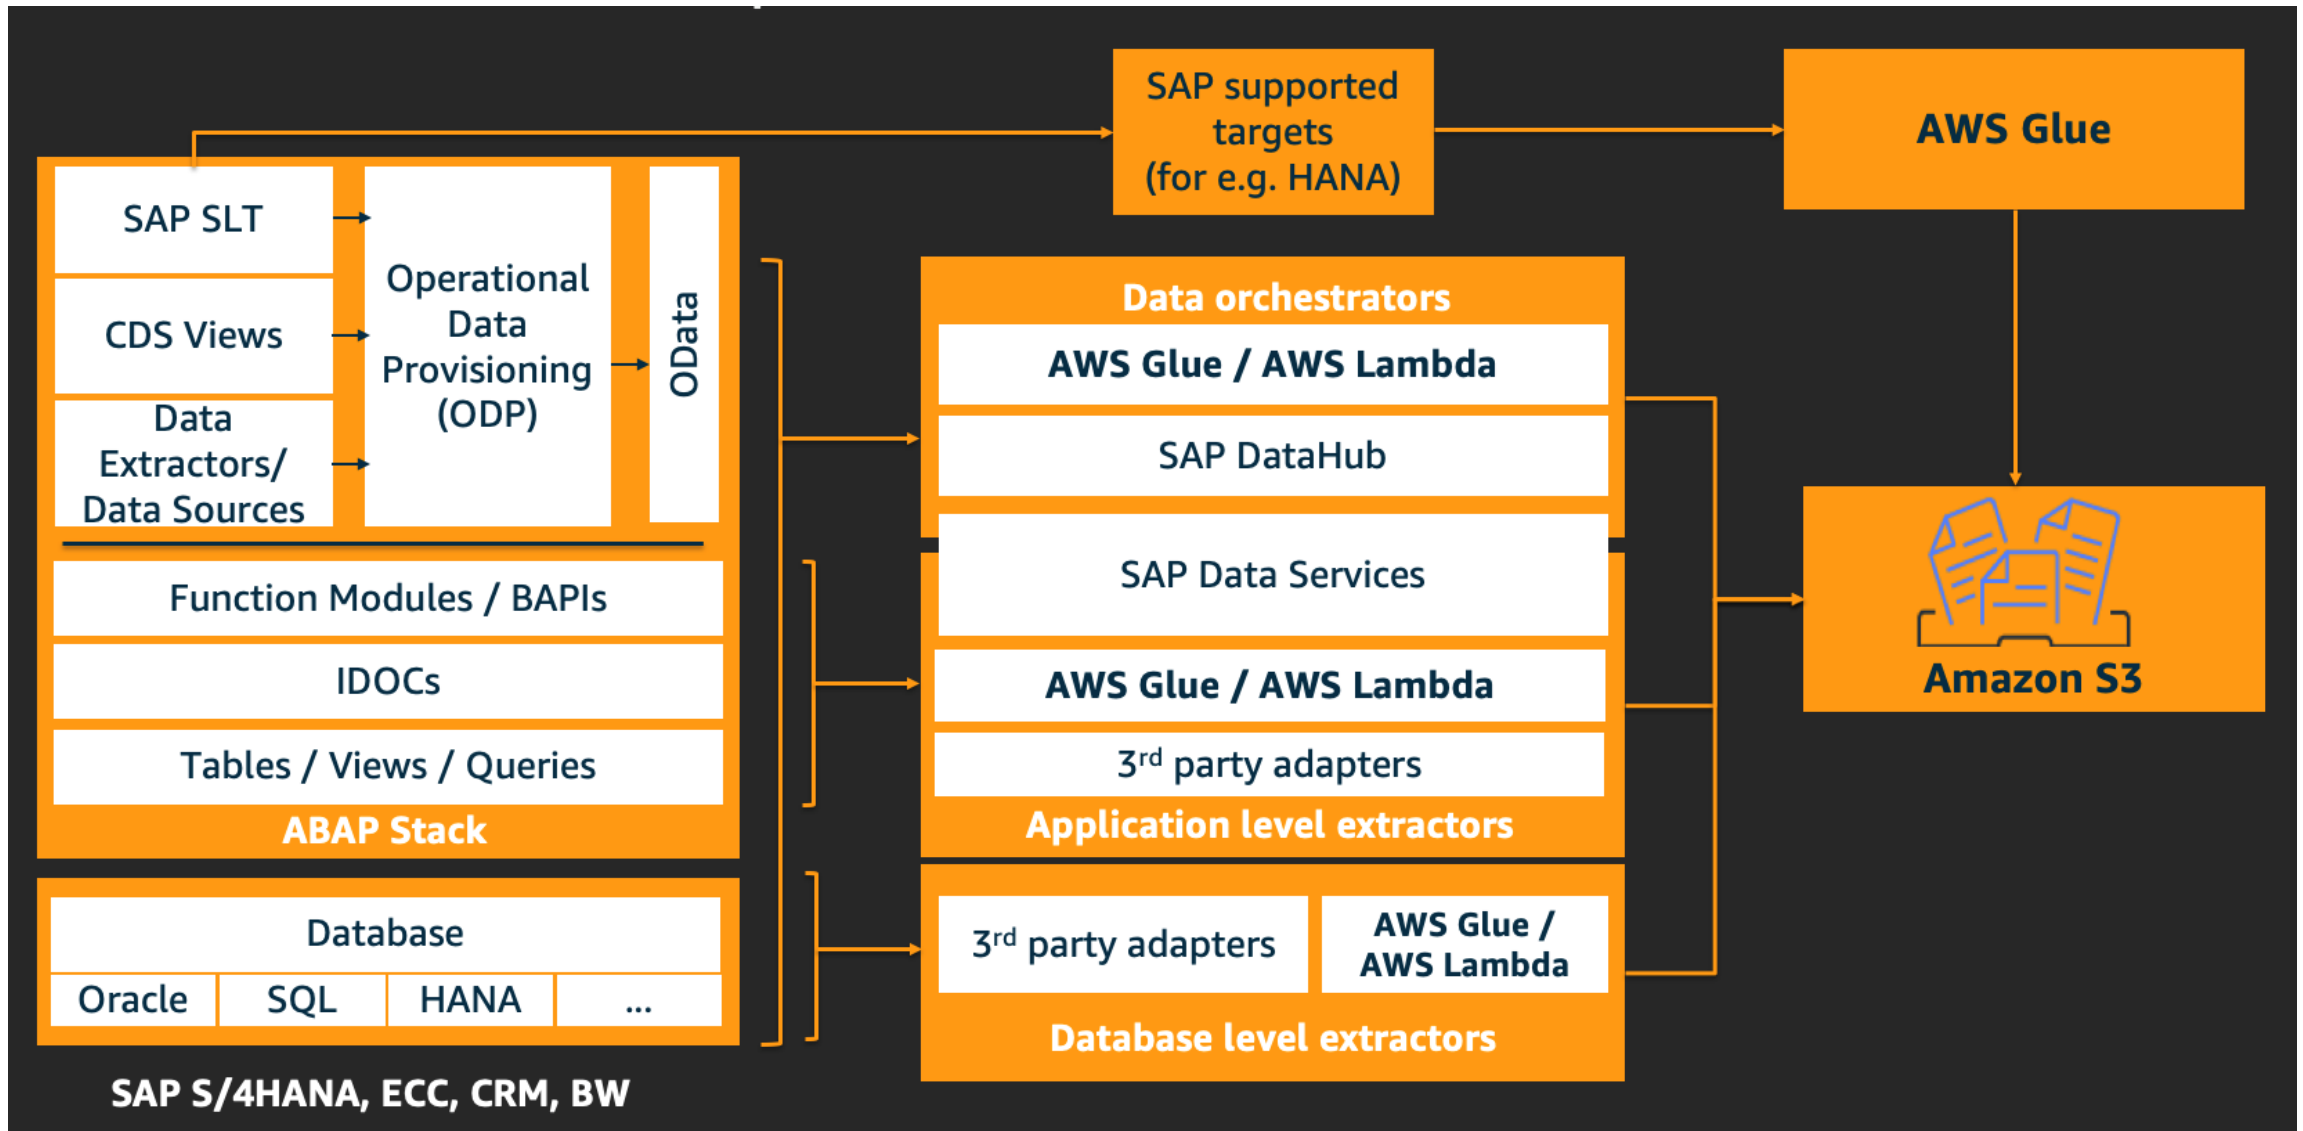 SAP supported
targets
(for e.g. HANA)
AWS Glue
SAP SLT
CDS Views
Data
Extractors/
Data Sources
Operational
Data
Provisioning
(ODP)
OData
Function Modules / BAPIs
IDOCs
Tables / Views / Queries
ABAP Stack
Database
Oracle
SQL
HANA
...
SAP S/4HANA, ECC, CRM, BW
Data orchestrators
AWS Glue / AWS Lambda
SAP DataHub
SAP Data Services
AWS Glue / AWS Lambda
3rd party adapters
Application level extractors
3rd party adapters
AWS Glue /
AWS Lambda
Database level extractors
Amazon S3